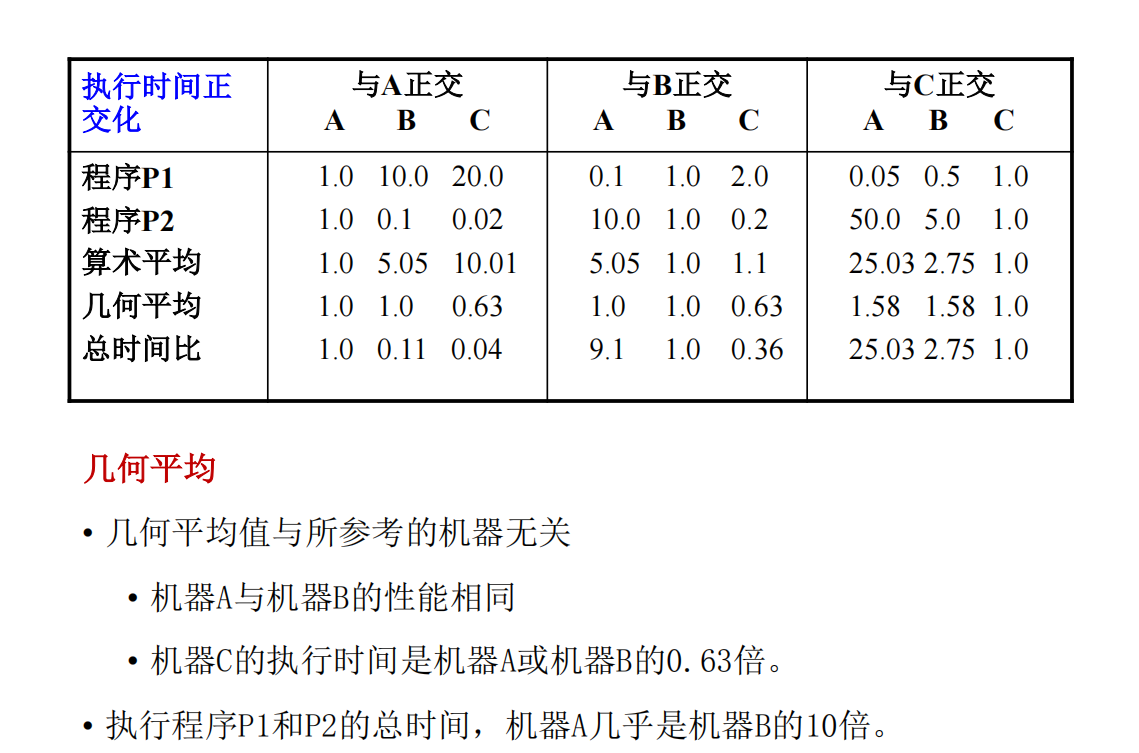 执行时间正 与A正交 与B正交 与C正交
交化 A B C A B C A B C
程序P1 1.0 10.0 20.0 0.1 1.0 2.0 0.05 0.5 1.0
程序P2 1.0 0.1 0.02 10.0 1.0 0.2 50.0 5.0 1.0
算术平均 1.0 5.05 10.01 5.05 1.0 1.1 25.03 2.75 1.0
几何平均 1.0 1.0 0.63 1.0 1.0 0.63 1.58 1.58 1.0
总时间比 1.0 0.11 0.04 9.1 1.0 0.36 25.03 2.75 1.0
几何平均
• 几何平均值与所参考的机器无关
• 机器A与机器B的性能相同
• 机器C的执行时间是机器A或机器B的0.63倍。
• 执行程序P1和P2的总时间，机器A几乎是机器B的10倍。